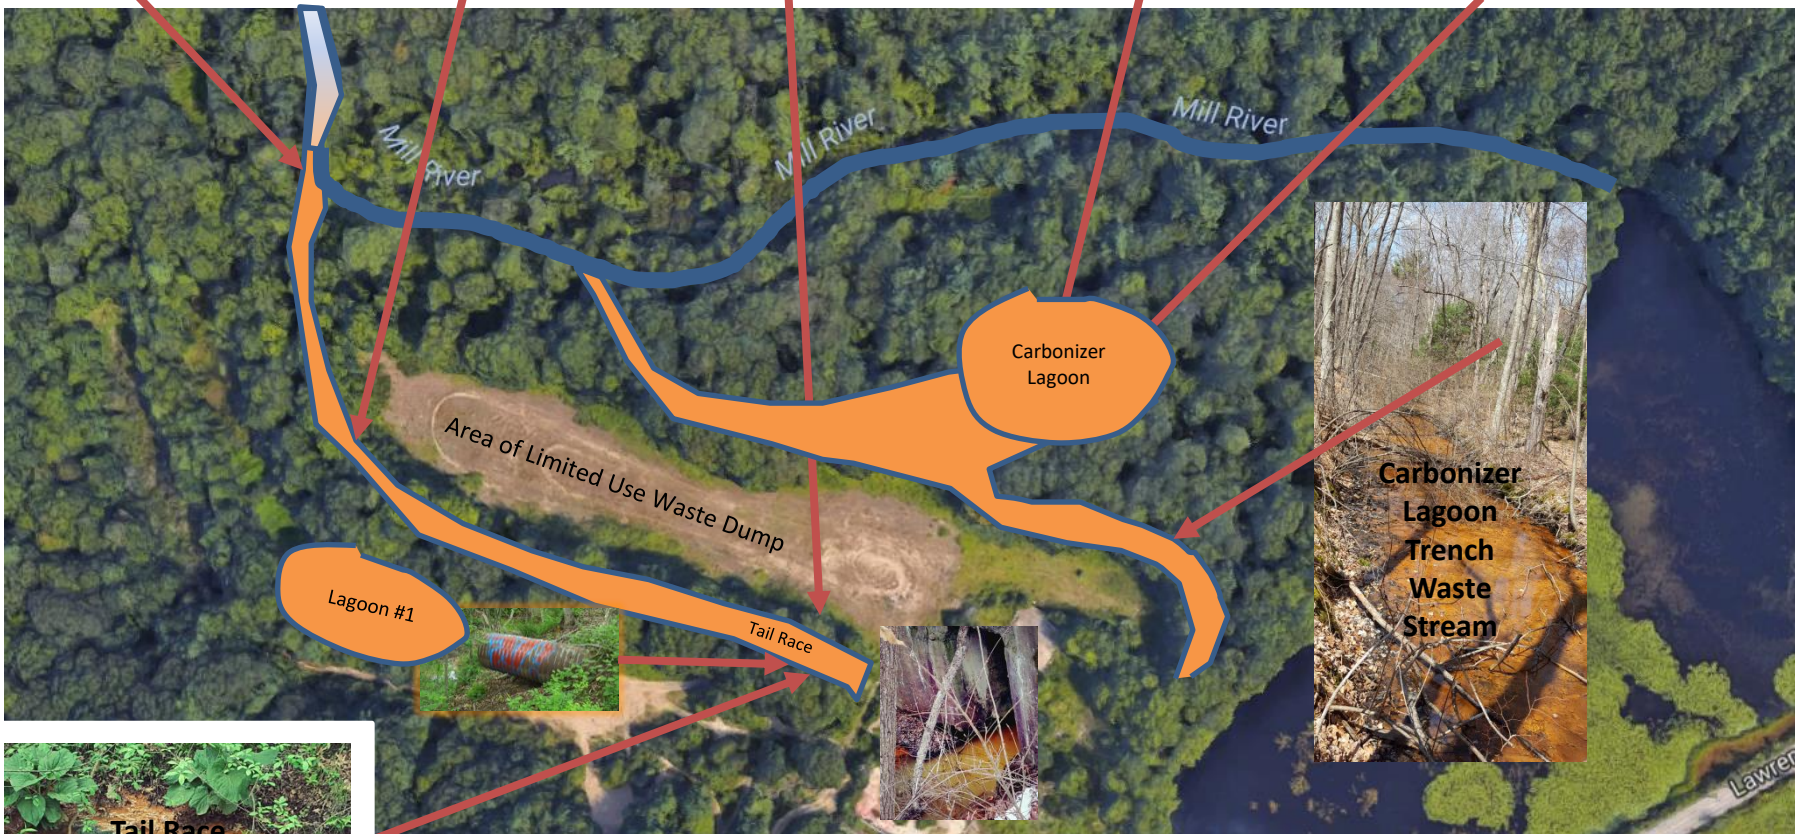 Mill River
Mill River
Mill River
Carbonizer
Lagoon
Area of Limited Use Waste Dump
Carbonizer
Lagoon
Trench
Waste
Stream
Lagoon #1
Tail Race
Tail Race